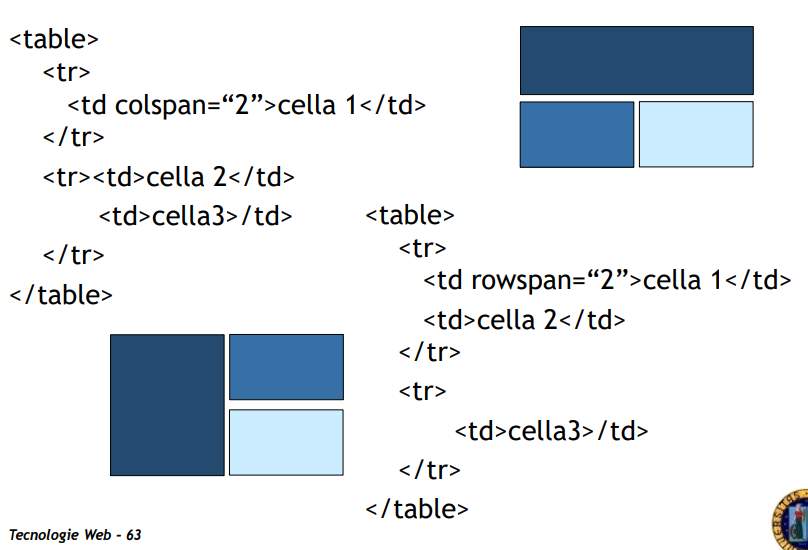 <table>
<tr>
<td colspan=“2”>cella 1</td>
</tr>
<tr><td>cella 2</td>
<td>cella3>/td>
</tr>
</table>
<table>
<tr>
<td rowspan=“2”>cella 1</td>
<td>cella 2</td>
</tr>
<tr>
<td>cella3>/td>
</tr>
</table>
Tecnologie Web - 63